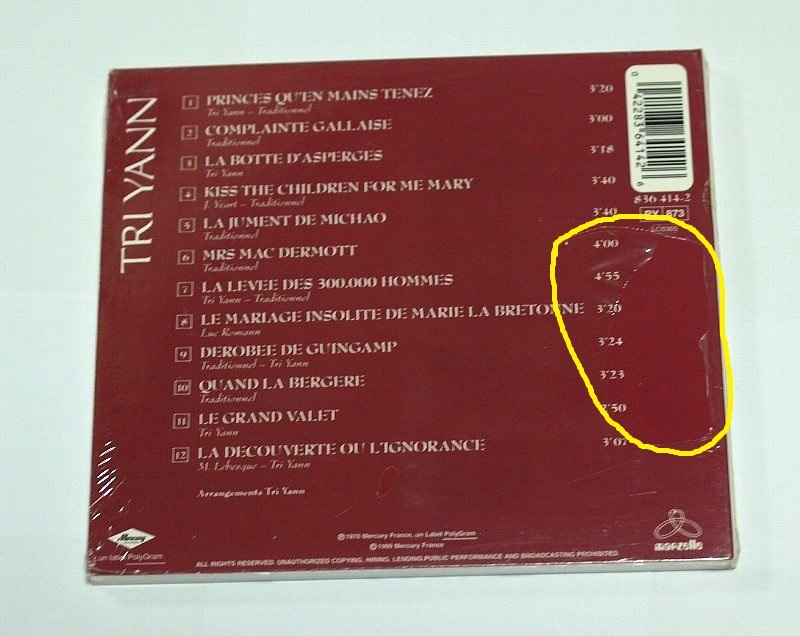 TRI YANN
1 PRINCES QU'EN MAINS TENEZ 3'20
Tri Yann – Traditionnel
2 COMPLAINTE GALLAISE 3'00
Traditionnel
3 LA BOTTE D'ASPERGES 3'18
Tri Yann
4 KISS THE CHILDREN FOR ME MARY 3'40
J. Yeart – Traditionnel
5 LA JUMENT DE MICHAO 3'40
Traditionnel
6 MRS MAC DERMOTT 4'00
Traditionnel
7 LA LEVEE DES 300.000 HOMMES 4'55
Tri Yann – Traditionnel
8 LE MARIAGE INSOLITE DE MARIE LA BRETONNE 3'20
Luc Romann
9 DEROBEE DE GUINGAMP 3'24
Traditionnel – Tri Yann
10 QUAND LA BERGERE 3'23
Traditionnel
11 LE GRAND VALET 2'50
Tri Yann
12 LA DECOUVERTE OU L'IGNORANCE 3'07
M. Lebesque – Tri Yann
Arrangements Tri Yann
0 42283 64142 6
836 414-2
PY 873
Mercury
un label PolyGram
℗ 1976 Mercury France, un Label PolyGram
© Mercury France
marzelle
ALL RIGHTS RESERVED. UNAUTHORIZED COPYING, HIRING, LENDING, PUBLIC PERFORMANCE AND BROADCASTING PROHIBITED.